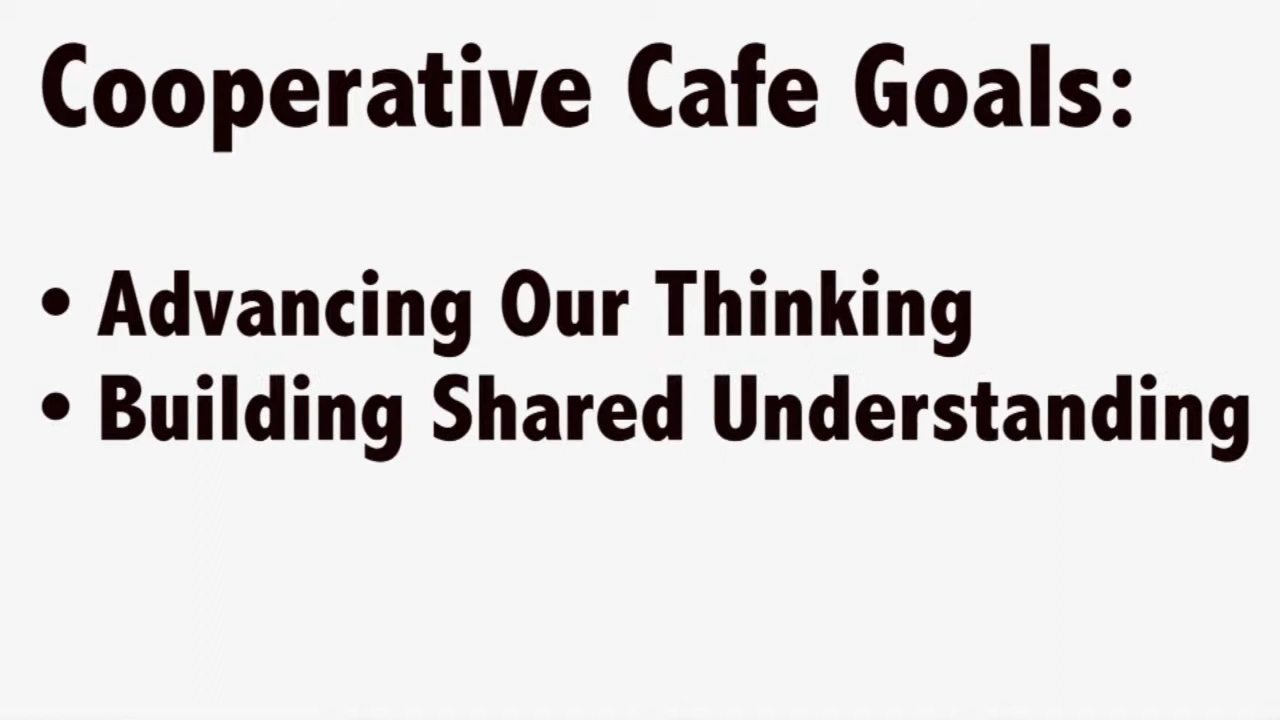 Cooperative Cafe Goals:
• Advancing Our Thinking
• Building Shared Understanding